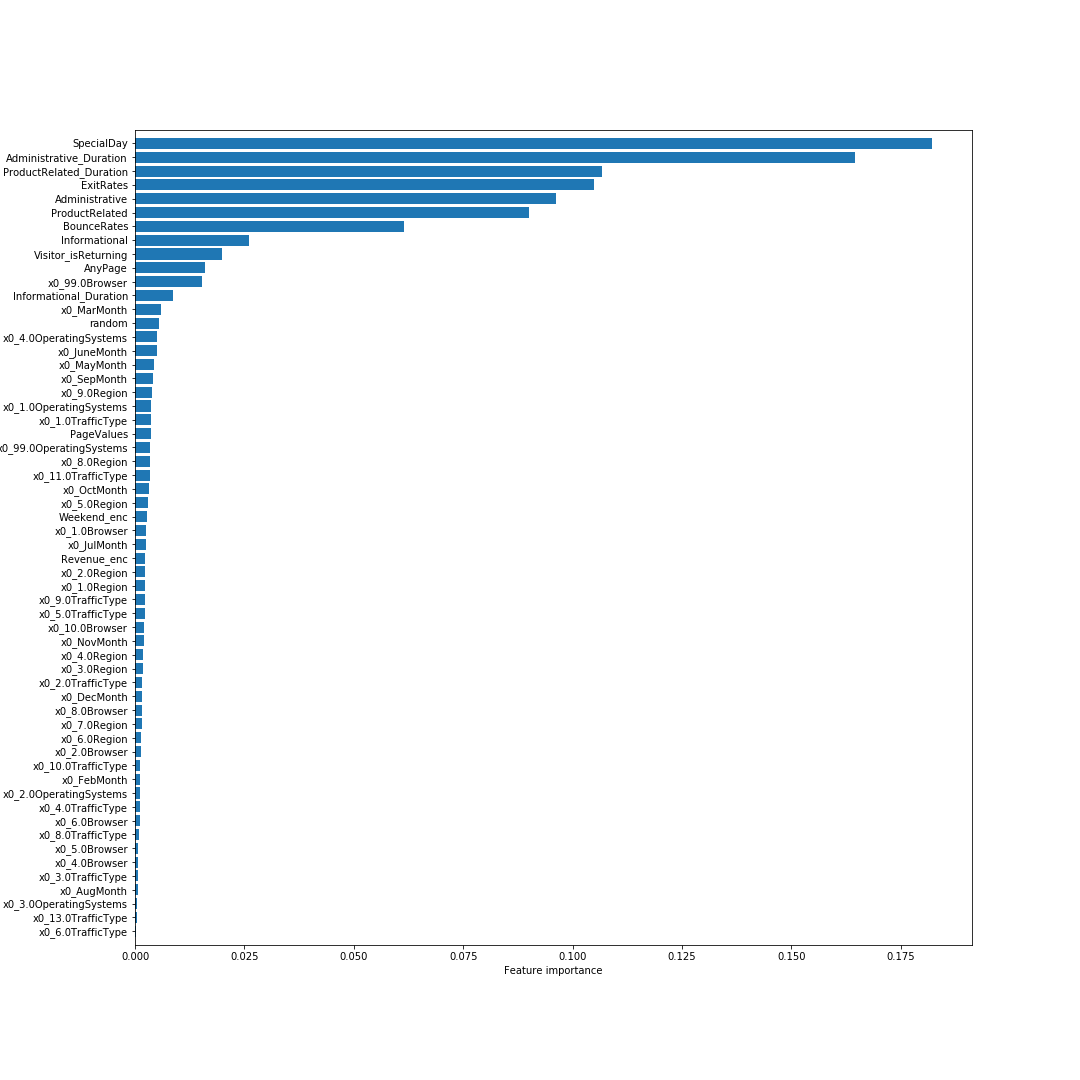 SpecialDay
Administrative_Duration
ProductRelated_Duration
ExitRates
Administrative
ProductRelated
BounceRates
Informational
Visitor_isReturning
AnyPage
x0_99.0Browser
Informational_Duration
x0_MarMonth
random
x0_4.0OperatingSystems
x0_JuneMonth
x0_MayMonth
x0_SepMonth
x0_9.0Region
x0_1.0OperatingSystems
x0_1.0TrafficType
PageValues
x0_99.0OperatingSystems
x0_8.0Region
x0_11.0TrafficType
x0_OctMonth
x0_5.0Region
Weekend_enc
x0_1.0Browser
x0_JulMonth
Revenue_enc
x0_2.0Region
x0_1.0Region
x0_9.0TrafficType
x0_5.0TrafficType
x0_10.0Browser
x0_NovMonth
x0_4.0Region
x0_3.0Region
x0_2.0TrafficType
x0_DecMonth
x0_8.0Browser
x0_7.0Region
x0_6.0Region
x0_2.0Browser
x0_10.0TrafficType
x0_FebMonth
x0_2.0OperatingSystems
x0_4.0TrafficType
x0_6.0Browser
x0_8.0TrafficType
x0_5.0Browser
x0_4.0Browser
x0_3.0TrafficType
x0_AugMonth
x0_3.0OperatingSystems
x0_13.0TrafficType
x0_6.0TrafficType
0.000 0.025 0.050 0.075 0.100 0.125 0.150 0.175
Feature importance